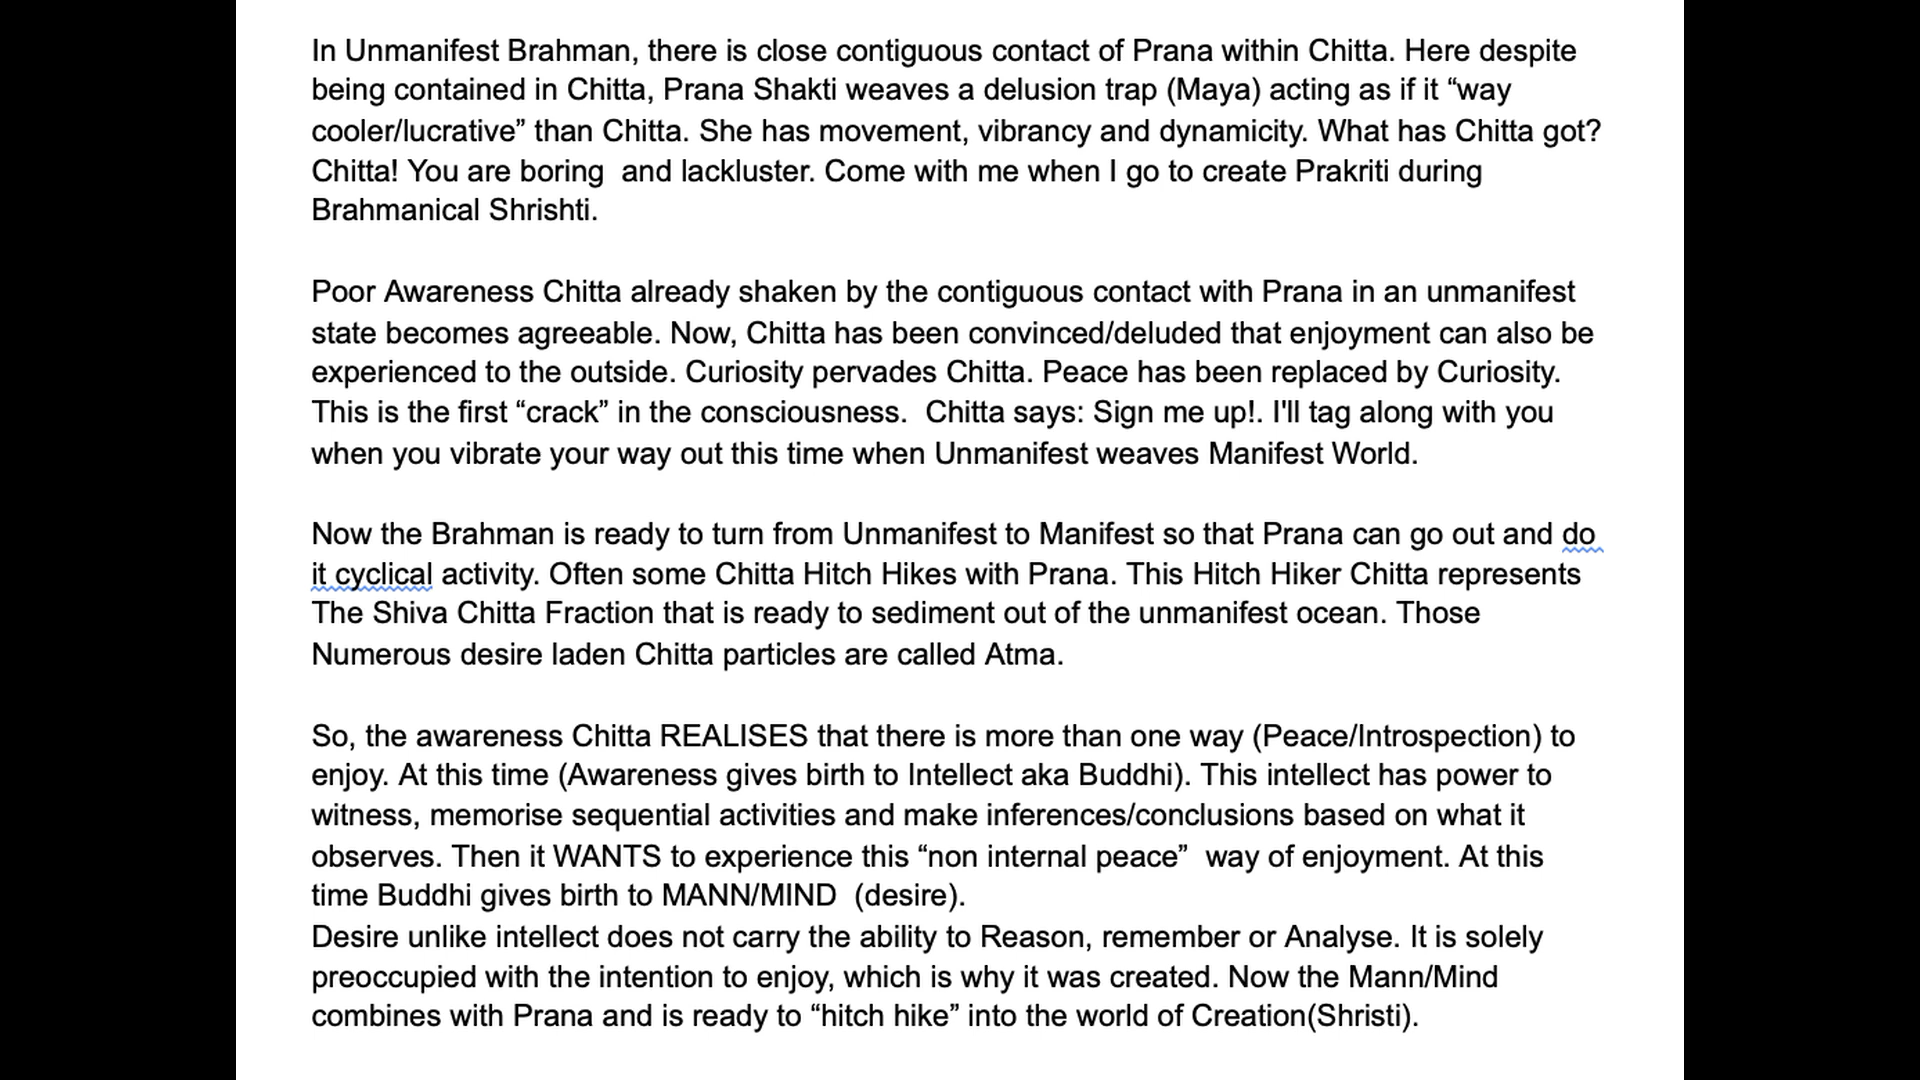 In Unmanifest Brahman, there is close contiguous contact of Prana within Chitta. Here despite
being contained in Chitta, Prana Shakti weaves a delusion trap (Maya) acting as if it “way
cooler/lucrative” than Chitta. She has movement, vibrancy and dynamicity. What has Chitta got?
Chitta! You are boring  and lackluster. Come with me when I go to create Prakriti during
Brahmanical Shrishti.
Poor Awareness Chitta already shaken by the contiguous contact with Prana in an unmanifest
state becomes agreeable. Now, Chitta has been convinced/deluded that enjoyment can also be
experienced to the outside. Curiosity pervades Chitta. Peace has been replaced by Curiosity.
This is the first “crack” in the consciousness.  Chitta says: Sign me up!. I'll tag along with you
when you vibrate your way out this time when Unmanifest weaves Manifest World.
Now the Brahman is ready to turn from Unmanifest to Manifest so that Prana can go out and do
it cyclical activity. Often some Chitta Hitch Hikes with Prana. This Hitch Hiker Chitta represents
The Shiva Chitta Fraction that is ready to sediment out of the unmanifest ocean. Those
Numerous desire laden Chitta particles are called Atma.
So, the awareness Chitta REALISES that there is more than one way (Peace/Introspection) to
enjoy. At this time (Awareness gives birth to Intellect aka Buddhi). This intellect has power to
witness, memorise sequential activities and make inferences/conclusions based on what it
observes. Then it WANTS to experience this “non internal peace”  way of enjoyment. At this
time Buddhi gives birth to MANN/MIND  (desire).
Desire unlike intellect does not carry the ability to Reason, remember or Analyse. It is solely
preoccupied with the intention to enjoy, which is why it was created. Now the Mann/Mind
combines with Prana and is ready to “hitch hike” into the world of Creation(Shristi).